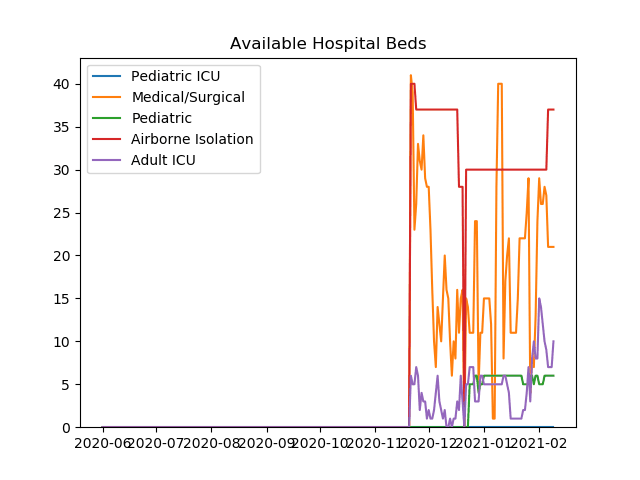 Available Hospital Beds
Pediatric ICU
Medical/Surgical
Pediatric
Airborne Isolation
Adult ICU
40
35
30
25
20
15
10
5
0
2020-06 2020-07 2020-08 2020-09 2020-10 2020-11 2020-12 2021-01 2021-02